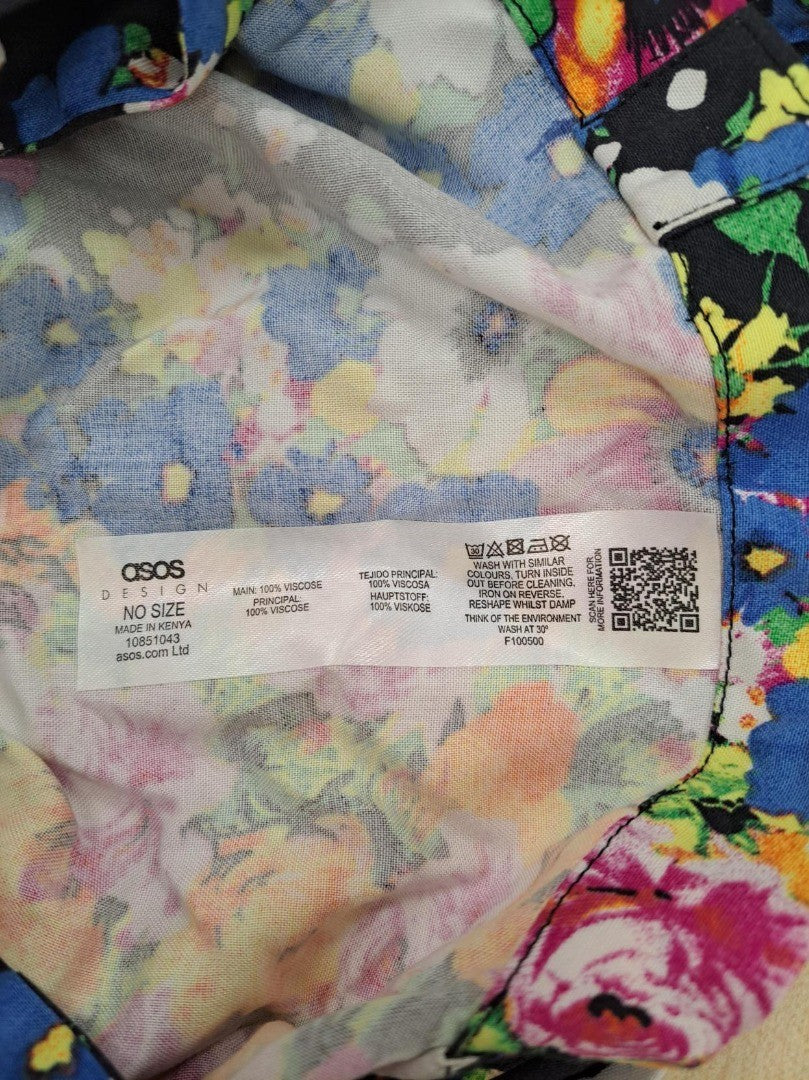 asos
DESIGN
NO SIZE
MADE IN KENYA
10851043
asos.com Ltd
MAIN: 100% VISCOSE
PRINCIPAL:
100% VISCOSE
TEJIDO PRINCIPAL:
100% VISCOSA
HAUPTSTOFF:
100% VISKOSE
30
WASH WITH SIMILAR
COLOURS, TURN INSIDE
OUT BEFORE CLEANING,
IRON ON REVERSE.
RESHAPE WHILST DAMP
THINK OF THE ENVIRONMENT
WASH AT 30°
F100500
SCAN HERE FOR
MORE INFORMATION